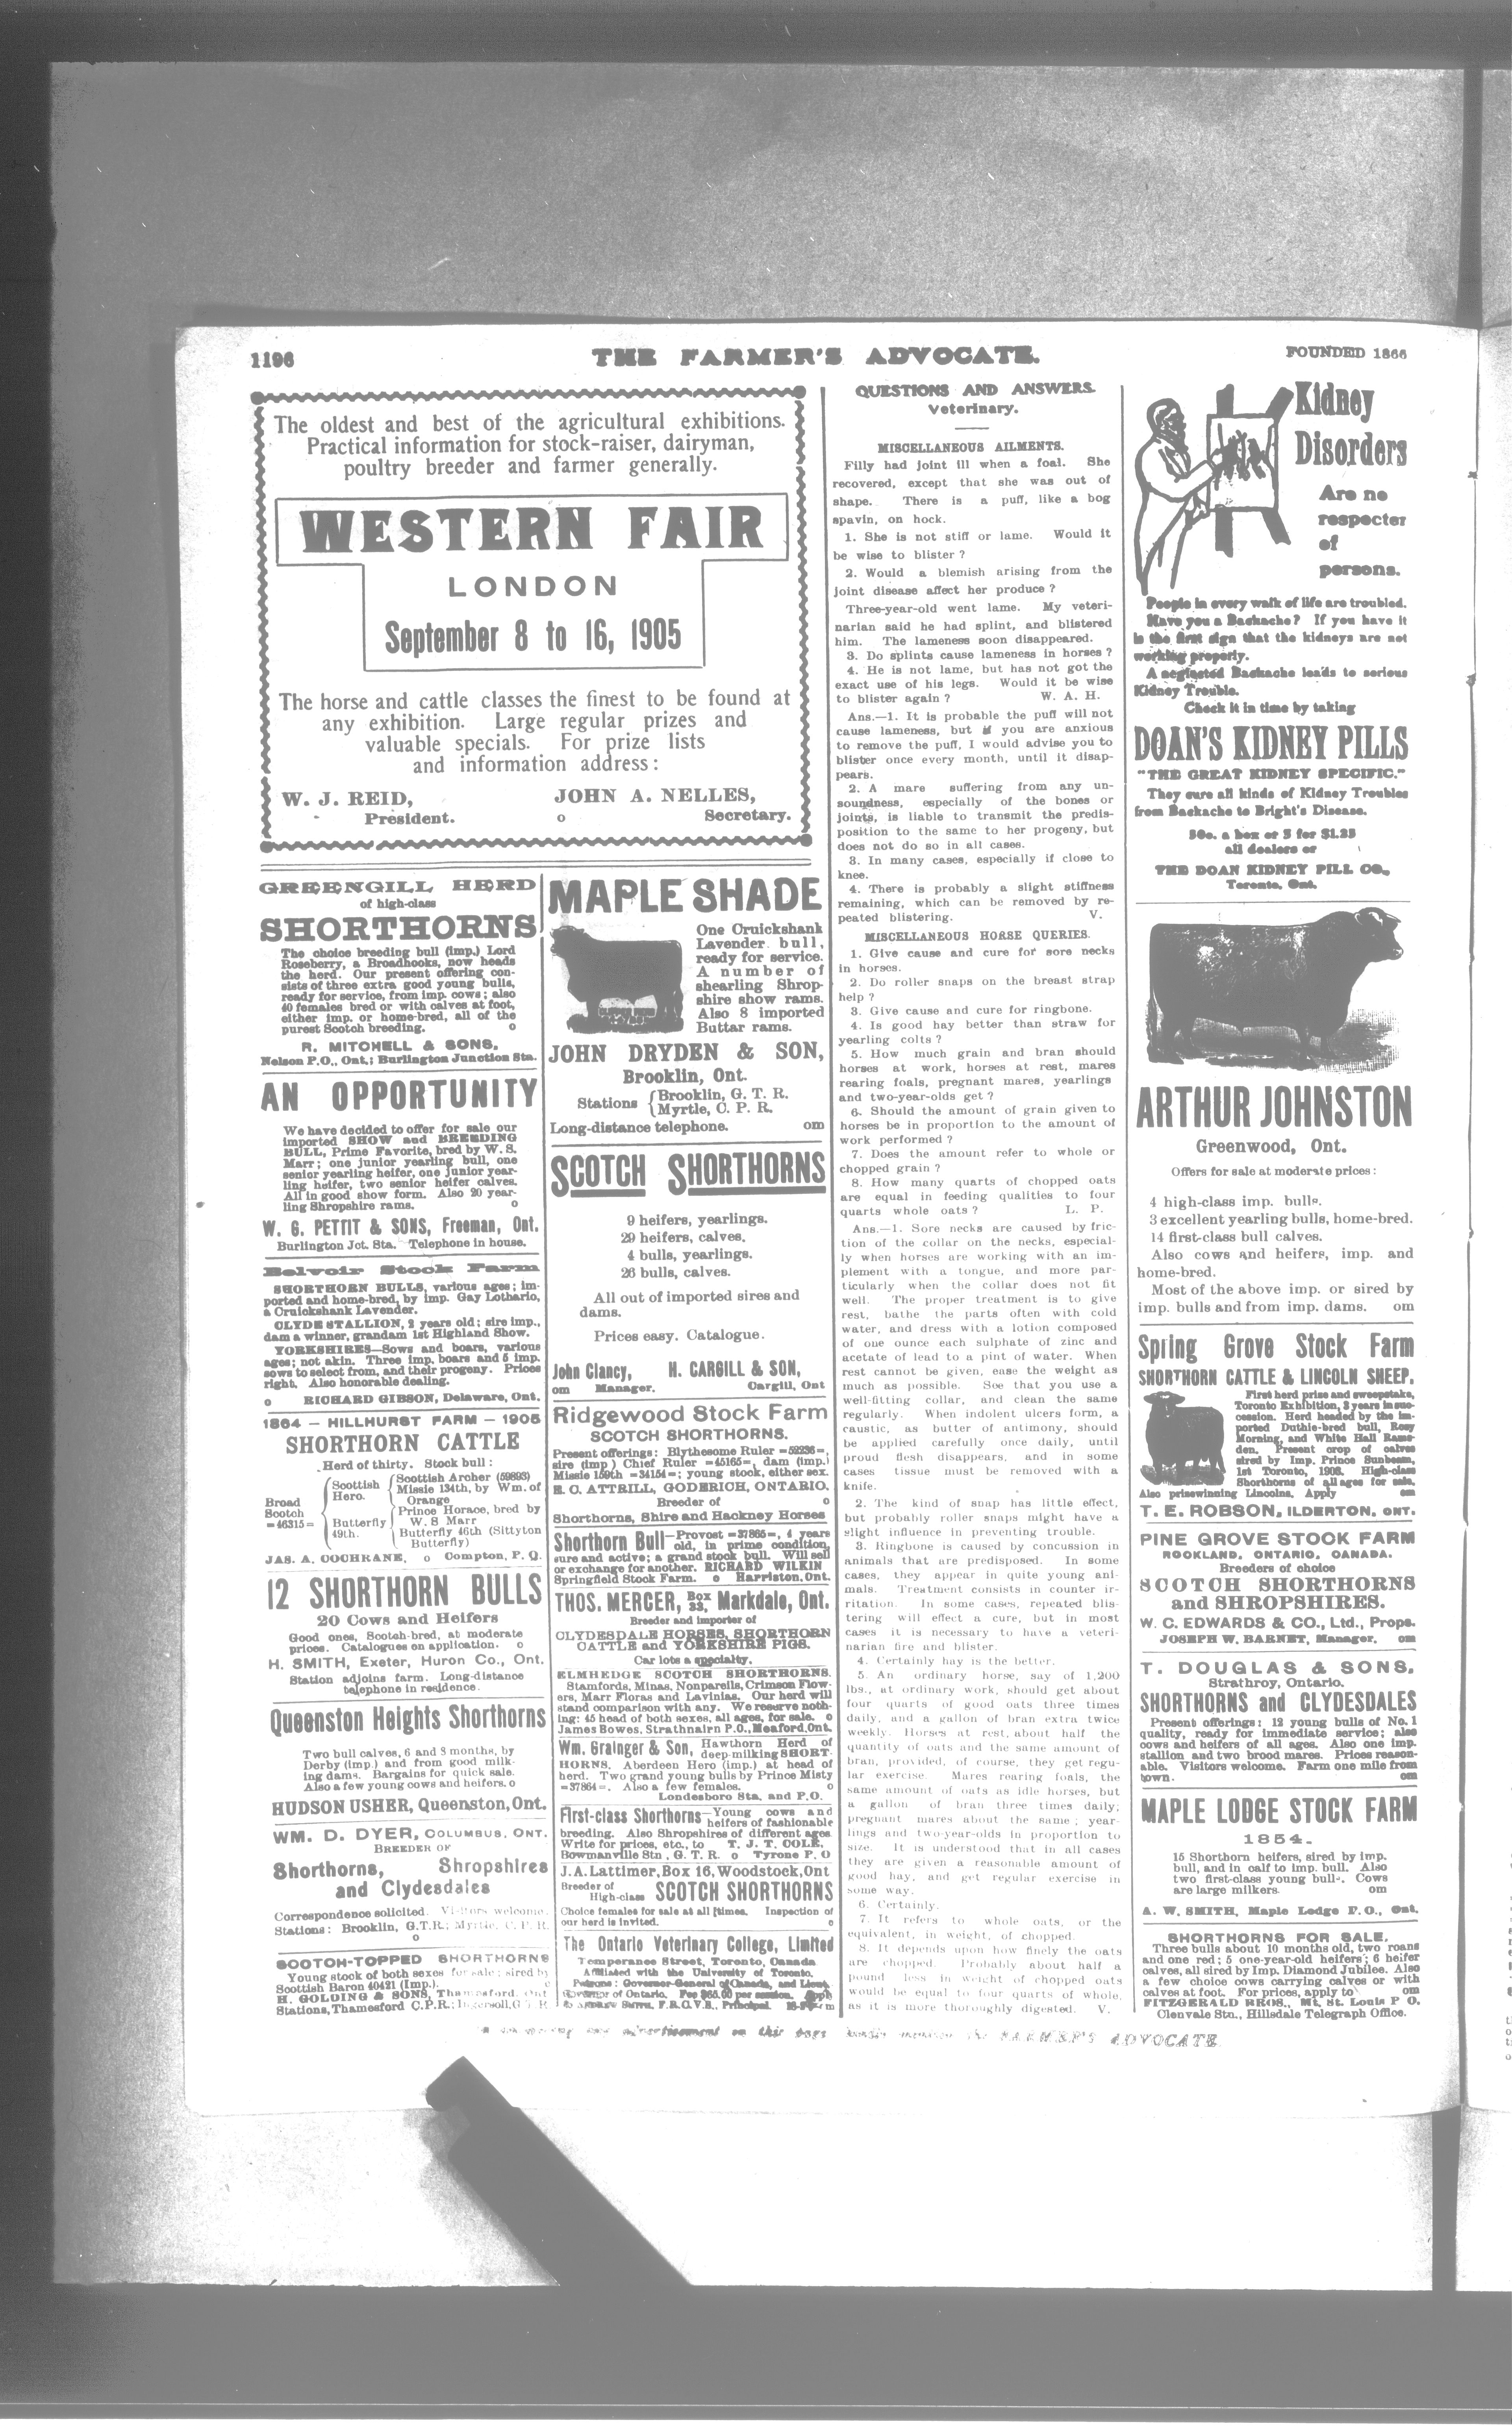 1196
THE FARMER'S ADVOCATE.
FOUNDED 1866
The oldest and best of the agricultural exhibitions.
Practical information for stock-raiser, dairyman,
poultry breeder and farmer generally.
WESTERN FAIR
LONDON
September 8 to 16, 1905
The horse and cattle classes the finest to be found at
any exhibition. Large regular prizes and
valuable specials. For prize lists
and information address:
W. J. REID, JOHN A. NELLES,
President. o Secretary.
GREENGILL HERD
of high-class
SHORTHORNS
The choice breeding bull (imp.) Lord
Roseberry, a Broadhooks, now heads
the herd. Our present offering con-
sists of three extra good young bulls,
ready for service, from imp. cows; also
40 females bred or with calves at foot,
either imp. or home-bred, all of the
purest Scotch breeding. o
R. MITCHELL & SONS,
Nelson P.O., Ont.; Burlington Junction Sta.
AN OPPORTUNITY
We have decided to offer for sale our
imported SHOW and BREEDING
BULL, Prime Favorite, bred by W. S.
Marr; one junior yearling bull, one
senior yearling heifer, one junior year-
ling heifer, two senior heifer calves.
All in good show form. Also 20 year-
ling Shropshire rams. o
W. G. PETTIT & SONS, Freeman, Ont.
Burlington Jct. Sta. Telephone in house.
Belvoir Stock Farm
SHORTHORN BULLS, various ages; im-
ported and home-bred, by imp. Gay Lothario,
a Cruickshank Lavender.
CLYDE STALLION, 2 years old; sire imp.,
dam a winner, grandam 1st Highland Show.
YORKSHIRES—Sows and boars, various
ages; not akin. Three imp. boars and 5 imp.
sows to select from, and their progeny. Prices
right. Also honorable dealing.
o RICHARD GIBSON, Delaware, Ont.
1864 — HILLHURST FARM — 1905
SHORTHORN CATTLE
Herd of thirty. Stock bull:
Broad
Scotch
=46315=
Scottish
Hero.
Scottish Archer (59893)
Missie 134th, by Wm. of
Orange
Butterfly
49th.
Prince Horace, bred by
W. S Marr
Butterfly 46th (Sittyton
Butterfly)
JAS. A. COCHRANE, o Compton, P. Q.
12 SHORTHORN BULLS
20 Cows and Heifers
Good ones, Scotch-bred, at moderate
prices. Catalogues on application. o
H. SMITH, Exeter, Huron Co., Ont.
Station adjoins farm. Long-distance
telephone in residence.
Queenston Heights Shorthorns
Two bull calves, 6 and 8 months, by
Derby (imp.) and from good milk-
ing dams. Bargains for quick sale.
Also a few young cows and heifers. o
HUDSON USHER, Queenston, Ont.
WM. D. DYER, COLUMBUS, ONT.
BREEDER OF
Shorthorns, Shropshires
and Clydesdales
Correspondence solicited. Visitors welcome.
Stations: Brooklin, G.T.R.; Myrtle, C. P. R.
o
SCOTCH-TOPPED SHORTHORNS
Young stock of both sexes for sale; sired by
Scottish Baron 40421 (Imp.). o
H. GOLDING & SONS, Thamesford, Ont
Stations, Thamesford C.P.R.; Ingersoll, G T R
MAPLE SHADE
One Cruickshank
Lavender bull,
ready for service.
A number of
shearling Shrop-
shire show rams.
Also 8 imported
Buttar rams.
JOHN DRYDEN & SON,
Brooklin, Ont.
Stations {Brooklin, G. T. R.
{Myrtle, C. P. R.
Long-distance telephone. om
SCOTCH SHORTHORNS
9 heifers, yearlings.
29 heifers, calves.
4 bulls, yearlings.
26 bulls, calves.
All out of imported sires and
dams.
Prices easy. Catalogue.
John Clancy, H. CARGILL & SON,
om Manager. Cargill, Ont
Ridgewood Stock Farm
SCOTCH SHORTHORNS.
Present offerings: Blythesome Ruler =52236=,
sire (imp) Chief Ruler =45165=, dam (imp.)
Missie 159th =34154=; young stock, either sex.
E. C. ATTRILL, GODERICH, ONTARIO.
Breeder of o
Shorthorns, Shire and Hackney Horses
Shorthorn Bull—Provost =37865=, 4 years
old, in prime condition,
sure and active; a grand stock bull. Will sell
or exchange for another. RICHARD WILKIN
Springfield Stock Farm. o Harriston, Ont.
THOS. MERCER, Box 33, Markdale, Ont.
Breeder and importer of
CLYDESDALE HORSES, SHORTHORN
CATTLE and YORKSHIRE PIGS.
Car lots a specialty.
ELMHEDGE SCOTCH SHORTHORNS.
Stamfords, Minas, Nonpareils, Crimson Flow-
ers, Marr Floras and Lavinias. Our herd will
stand comparison with any. We reserve noth-
ing: 45 head of both sexes, all ages, for sale. o
James Bowes, Strathnairn P.O., Meaford, Ont.
Wm. Grainger & Son, Hawthorn Herd of
deep-milking SHORT-
HORNS. Aberdeen Hero (imp.) at head of
herd. Two grand young bulls by Prince Misty
=37864=. Also a few females. o
Londesboro Sta. and P.O.
First-class Shorthorns—Young cows and
heifers of fashionable
breeding. Also Shropshires of different ages
Write for prices, etc., to T. J. T. COLE,
Bowmanville Stn, G. T. R. o Tyrone P. O
J. A. Lattimer, Box 16, Woodstock, Ont
Breeder of
High-class SCOTCH SHORTHORNS
Choice females for sale at all times. Inspection of
our herd is invited. o
The Ontario Veterinary College, Limited
Temperance Street, Toronto, Canada
Affiliated with the University of Toronto.
Patrons: Governor-General of Canada, and Lieut.
Governor of Ontario. Fee $65.00 per session. Apply
to Andrew Smith, F.R.C.V.S., Principal.
QUESTIONS AND ANSWERS.
Veterinary.
MISCELLANEOUS AILMENTS.
Filly had joint ill when a foal. She
recovered, except that she was out of
shape. There is a puff, like a bog
spavin, on hock.
1. She is not stiff or lame. Would it
be wise to blister?
2. Would a blemish arising from the
joint disease affect her produce?
Three-year-old went lame. My veteri-
narian said he had splint, and blistered
him. The lameness soon disappeared.
3. Do splints cause lameness in horses?
4. He is not lame, but has not got the
exact use of his legs. Would it be wise
to blister again? W. A. H.
Ans.—1. It is probable the puff will not
cause lameness, but if you are anxious
to remove the puff, I would advise you to
blister once every month, until it disap-
pears.
2. A mare suffering from any un-
soundness, especially of the bones or
joints, is liable to transmit the predis-
position to the same to her progeny, but
does not do so in all cases.
3. In many cases, especially if close to
knee.
4. There is probably a slight stiffness
remaining, which can be removed by re-
peated blistering. V.
MISCELLANEOUS HORSE QUERIES.
1. Give cause and cure for sore necks
in horses.
2. Do roller snaps on the breast strap
help?
3. Give cause and cure for ringbone.
4. Is good hay better than straw for
yearling colts?
5. How much grain and bran should
horses at work, horses at rest, mares
rearing foals, pregnant mares, yearlings
and two-year-olds get?
6. Should the amount of grain given to
horses be in proportion to the amount of
work performed?
7. Does the amount refer to whole or
chopped grain?
8. How many quarts of chopped oats
are equal in feeding qualities to four
quarts whole oats? L. P.
Ans.—1. Sore necks are caused by fric-
tion of the collar on the necks, especial-
ly when horses are working with an im-
plement with a tongue, and more par-
ticularly when the collar does not fit
well. The proper treatment is to give
rest, bathe the parts often with cold
water, and dress with a lotion composed
of one ounce each sulphate of zinc and
acetate of lead to a pint of water. When
rest cannot be given, ease the weight as
much as possible. See that you use a
well-fitting collar, and clean the same
regularly. When indolent ulcers form, a
caustic, as butter of antimony, should
be applied carefully once daily, until
proud flesh disappears, and in some
cases tissue must be removed with a
knife.
2. The kind of snap has little effect,
but probably roller snaps might have a
slight influence in preventing trouble.
3. Ringbone is caused by concussion in
animals that are predisposed. In some
cases, they appear in quite young ani-
mals. Treatment consists in counter ir-
ritation. In some cases, repeated blis-
tering will effect a cure, but in most
cases it is necessary to have a veteri-
narian fire and blister.
4. Certainly hay is the better.
5. An ordinary horse, say of 1,200
lbs., at ordinary work, should get about
four quarts of good oats three times
daily, and a gallon of bran extra twice
weekly. Horses at rest, about half the
quantity of oats and the same amount of
bran, provided, of course, they get regu-
lar exercise. Mares rearing foals, the
same amount of oats as idle horses, but
a gallon of bran three times daily;
pregnant mares about the same; year-
lings and two-year-olds in proportion to
size. It is understood that in all cases
they are given a reasonable amount of
good hay, and get regular exercise in
some way.
6. Certainly.
7. It refers to whole oats, or the
equivalent, in weight, of chopped.
8. It depends upon how finely the oats
are chopped. Probably about half a
pound less in weight of chopped oats
would be equal to four quarts of whole,
as it is more thoroughly digested. V.
Kidney
Disorders
Are no
respecter
of
persons.
People in every walk of life are troubled.
Have you a Backache? If you have it
is the first sign that the kidneys are not
working properly.
A neglected Backache leads to serious
Kidney Trouble.
Check it in time by taking
DOAN'S KIDNEY PILLS
"THE GREAT KIDNEY SPECIFIC."
They cure all kinds of Kidney Troubles
from Backache to Bright's Disease.
50c. a box or 3 for $1.25
all dealers or
THE DOAN KIDNEY PILL CO.,
Toronto, Ont.
ARTHUR JOHNSTON
Greenwood, Ont.
Offers for sale at moderate prices:
4 high-class imp. bulls.
3 excellent yearling bulls, home-bred.
14 first-class bull calves.
Also cows and heifers, imp. and
home-bred.
Most of the above imp. or sired by
imp. bulls and from imp. dams. om
Spring Grove Stock Farm
SHORTHORN CATTLE & LINCOLN SHEEP.
First herd prize and sweepstake,
Toronto Exhibition, 3 years in suc-
cession. Herd headed by the im-
ported Duthie-bred bull, Rosy
Morning, and White Hall Rams-
den. Present crop of calves
sired by Imp. Prince Sunbeam,
1st Toronto, 1903. High-class
Shorthorns of all ages for sale.
Also prizewinning Lincolns. Apply om
T. E. ROBSON, ILDERTON, ONT.
PINE GROVE STOCK FARM
ROCKLAND, ONTARIO, CANADA.
Breeders of choice
SCOTCH SHORTHORNS
and SHROPSHIRES.
W. C. EDWARDS & CO., Ltd., Props.
JOSEPH W. BARNET, Manager. om
T. DOUGLAS & SONS,
Strathroy, Ontario.
SHORTHORNS and CLYDESDALES
Present offerings: 12 young bulls of No. 1
quality, ready for immediate service; also
cows and heifers of all ages. Also one imp.
stallion and two brood mares. Prices reason-
able. Visitors welcome. Farm one mile from
town. om
MAPLE LODGE STOCK FARM
1854.
15 Shorthorn heifers, sired by imp.
bull, and in calf to imp. bull. Also
two first-class young bulls. Cows
are large milkers. om
A. W. SMITH, Maple Lodge P.O., Ont.
SHORTHORNS FOR SALE.
Three bulls about 10 months old, two roans
and one red; 5 one-year-old heifers; 6 heifer
calves, all sired by Imp. Diamond Jubilee. Also
a few choice cows carrying calves or with
calves at foot. For prices, apply to om
FITZGERALD BROS., Mt. St. Louis P O.
Clenvale Stn., Hillsdale Telegraph Office.
advertisement on this page kindly mention the FARMER'S ADVOCATE.